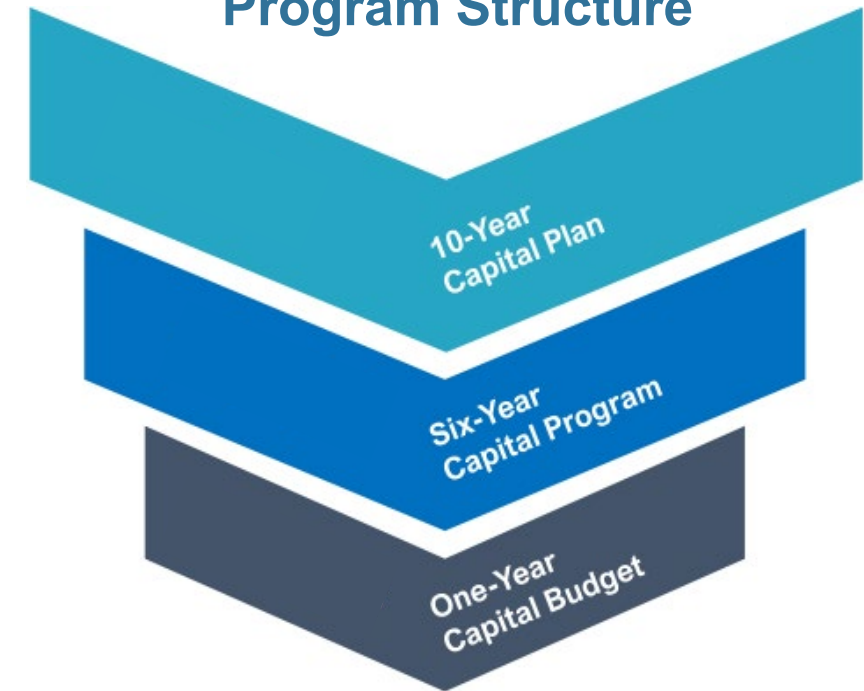 Program Structure
10-Year
Capital Plan
Six-Year
Capital Program
One-Year
Capital Budget